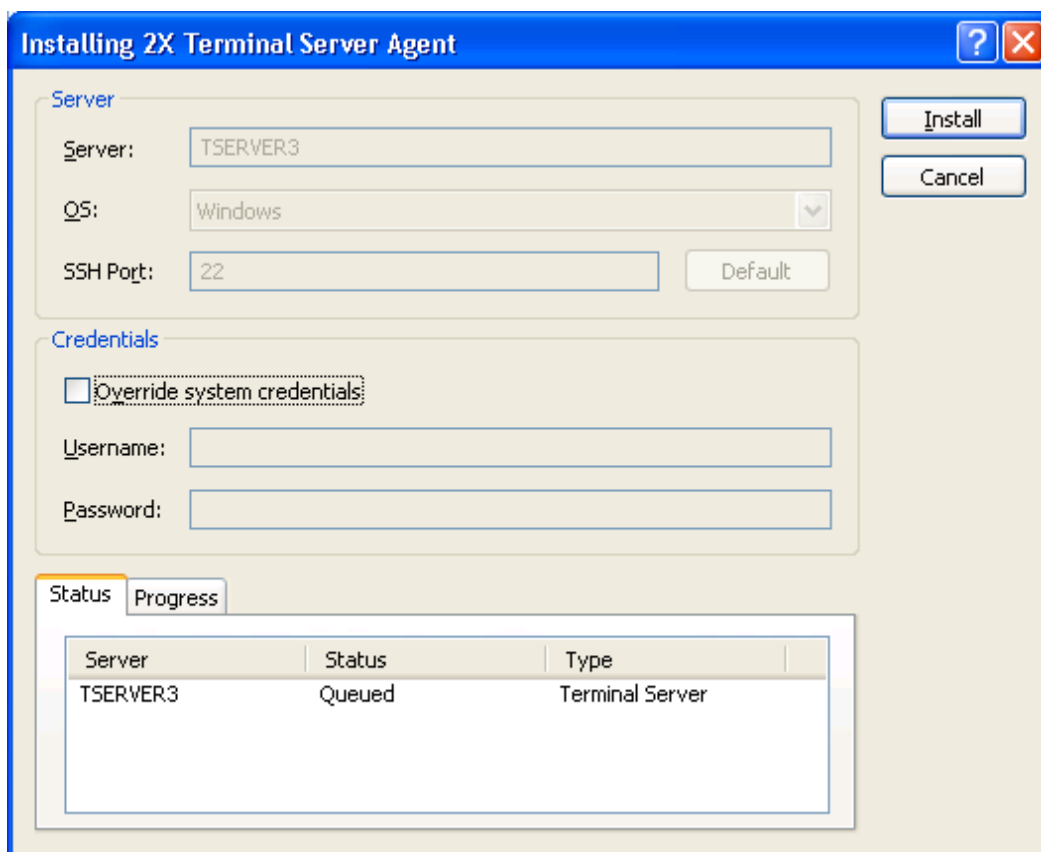 Installing 2X Terminal Server Agent
Server
Server: TSERVER3
Install
Cancel
OS: Windows
SSH Port: 22 Default
Credentials
Override system credentials
Username:
Password:
Status Progress
Server Status Type
TSERVER3 Queued Terminal Server